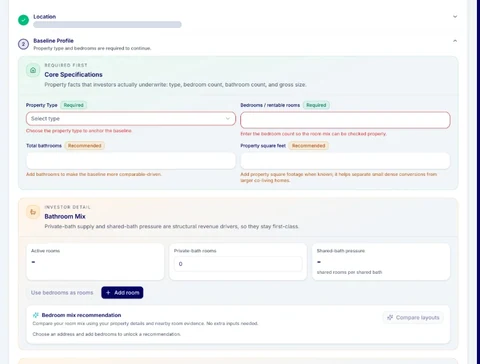 Location
2
Baseline Profile
Property type and bedrooms are required to continue.
REQUIRED FIRST
Core Specifications
Property facts that investors actually underwrite: type, bedroom count, bathroom count, and gross size.
Property Type Required
Bedrooms / rentable rooms Required
Select type
Choose the property type to anchor the baseline.
Enter the bedroom count so the room mix can be checked properly.
Total bathrooms Recommended
Property square feet Recommended
Add bathrooms to make the baseline more comparable-driven.
Add property square footage when known; it helps separate small dense conversions from
larger co-living homes.
INVESTOR DETAIL
Bathroom Mix
Private-bath supply and shared-bath pressure are structural revenue drivers, so they stay first-class.
Active rooms
Private-bath rooms
Shared-bath pressure
-
0
-
shared rooms per shared bath
Use bedrooms as rooms
+ Add room
Bedroom mix recommendation
Compare your room mix using your property details and nearby room evidence. No extra inputs needed.
Choose an address and add bedrooms to unlock a recommendation.
Compare layouts